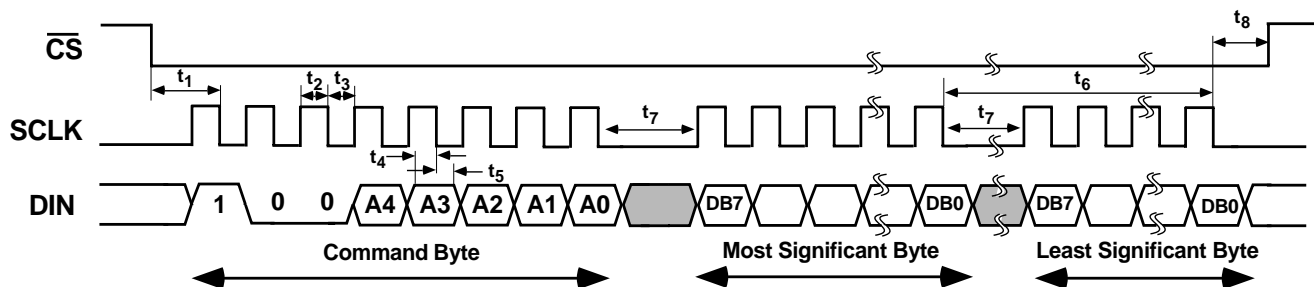 CS
t1
t2 t3
t8
t6
SCLK
t7
t7
t4
t5
DIN
1 0 0 A4 A3 A2 A1 A0 DB7 DB0 DB7 DB0
Command Byte
Most Significant Byte
Least Significant Byte